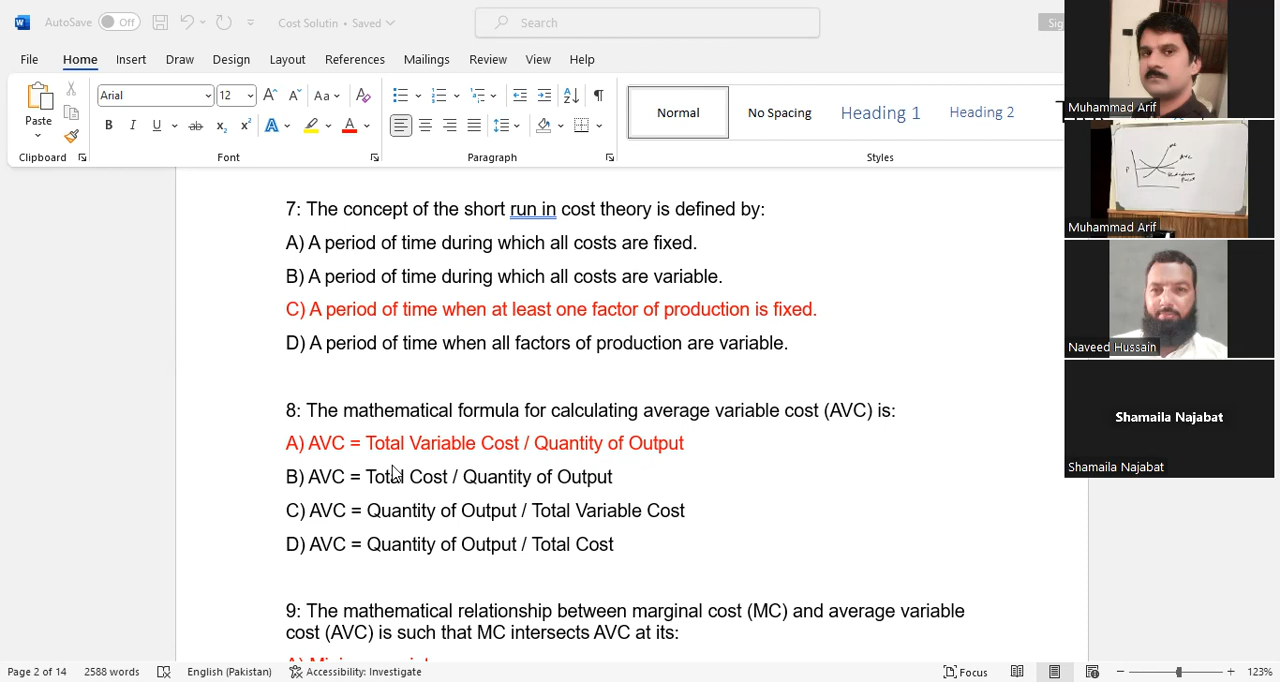 AutoSave Off Cost Solutin • Saved Search Sig
File Home Insert Draw Design Layout References Mailings Review View Help
Paste Arial 12 Aa Normal No Spacing Heading 1 Heading 2
B I U ab x₂ x² A A
Clipboard Font Paragraph Styles
7: The concept of the short run in cost theory is defined by:
A) A period of time during which all costs are fixed.
B) A period of time during which all costs are variable.
C) A period of time when at least one factor of production is fixed.
D) A period of time when all factors of production are variable.
8: The mathematical formula for calculating average variable cost (AVC) is:
A) AVC = Total Variable Cost / Quantity of Output
B) AVC = Total Cost / Quantity of Output
C) AVC = Quantity of Output / Total Variable Cost
D) AVC = Quantity of Output / Total Cost
9: The mathematical relationship between marginal cost (MC) and average variable
cost (AVC) is such that MC intersects AVC at its:
Page 2 of 14 2588 words English (Pakistan) Accessibility: Investigate Focus 123%
Muhammad Arif
P
Muhammad Arif
Naveed Hussain
Shamaila Najabat
Shamaila Najabat